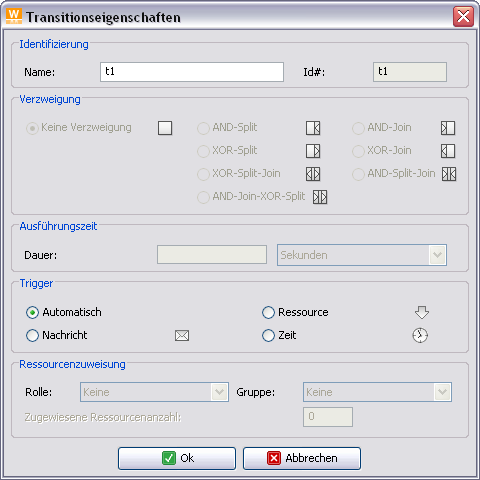 Transitionseigenschaften
Identifizierung
Name: t1 Id#: t1
Verzweigung
Keine Verzweigung AND-Split AND-Join
XOR-Split XOR-Join
XOR-Split-Join AND-Split-Join
AND-Join-XOR-Split
Ausführungszeit
Dauer: Sekunden
Trigger
Automatisch Ressource
Nachricht Zeit
Ressourcenzuweisung
Rolle: Keine Gruppe: Keine
Zugewiesene Ressourcenanzahl: 0
Ok Abbrechen